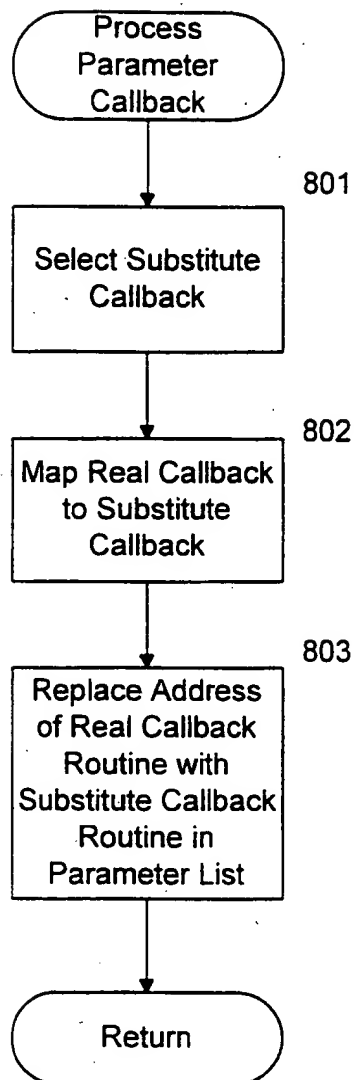 Process
Parameter
Callback
801
Select Substitute
Callback
802
Map Real Callback
to Substitute
Callback
803
Replace Address
of Real Callback
Routine with
Substitute Callback
Routine in
Parameter List
Return